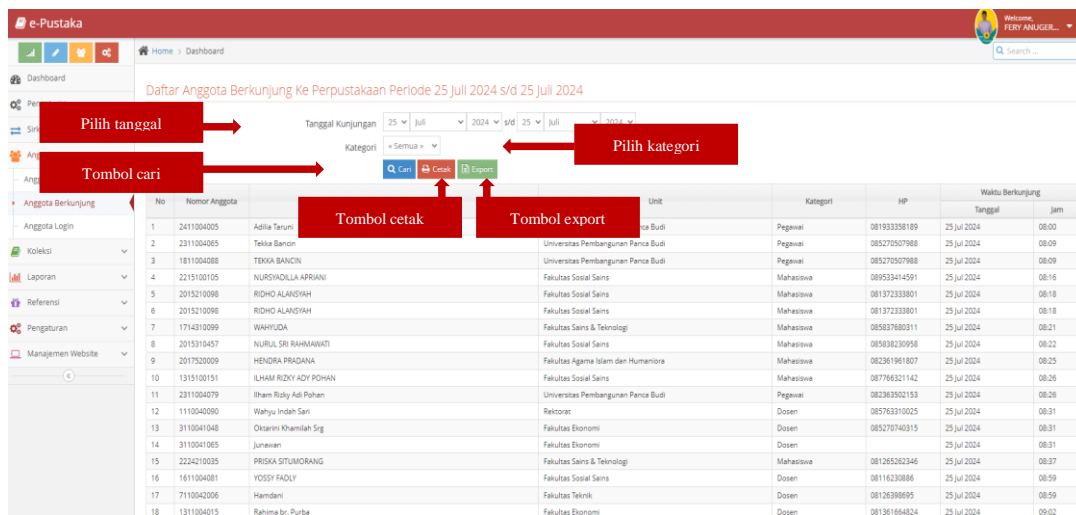 e-Pustaka
Welcome,
FERY ANUGER...
Home > Dashboard
Search ...
Dashboard
Koleksi
Laporan
Referensi
Pengaturan
Manajemen Website
Anggota Berkunjung
Anggota Login
Daftar Anggota Berkunjung Ke Perpustakaan Periode 25 Juli 2024 s/d 25 Juli 2024
Pilih tanggal
Tanggal Kunjungan 25 Juli 2024 s/d 25 Juli 2024
Kategori « Semua »
Pilih kategori
Tombol cari
Cari Cetak Export
Tombol cetak
Tombol export
No Nomor Anggota Unit Kategori HP Waktu Berkunjung
Tanggal Jam
1 2411004005 Adilla Taruni Panca Budi Pegawai 081933358189 25 Jul 2024 08:00
2 2311004065 Tekka Bancin Universitas Pembangunan Panca Budi Pegawai 085270507988 25 Jul 2024 08:09
3 1811004088 TEKKA BANCIN Universitas Pembangunan Panca Budi Pegawai 085270507988 25 Jul 2024 08:09
4 2215100105 NURSYADILLA APRIANI Fakultas Sosial Sains Mahasiswa 089533414591 25 Jul 2024 08:16
5 2015210098 RIDHO ALANSYAH Fakultas Sosial Sains Mahasiswa 081372333801 25 Jul 2024 08:18
6 2015210098 RIDHO ALANSYAH Fakultas Sosial Sains Mahasiswa 081372333801 25 Jul 2024 08:18
7 1714310099 WAHYUDA Fakultas Sains & Teknologi Mahasiswa 085837680311 25 Jul 2024 08:21
8 2015310457 NURUL SRI RAHMAWATI Fakultas Sosial Sains Mahasiswa 085838230958 25 Jul 2024 08:22
9 2017520009 HENDRA PRADANA Fakultas Agama Islam dan Humaniora Mahasiswa 082361961807 25 Jul 2024 08:25
10 1315100151 ILHAM RIZKY ADY POHAN Fakultas Sosial Sains Mahasiswa 087766321142 25 Jul 2024 08:26
11 2311004079 Ilham Rizky Adi Pohan Universitas Pembangunan Panca Budi Pegawai 082363502153 25 Jul 2024 08:26
12 1110040090 Wahyu Indah Sari Rektorat Dosen 085763310025 25 Jul 2024 08:31
13 3110041048 Oktarini Khamilah Srg Fakultas Ekonomi Dosen 085270740315 25 Jul 2024 08:31
14 3110041065 Junawan Fakultas Ekonomi Dosen 25 Jul 2024 08:31
15 2224210035 PRISKA SITUMORANG Fakultas Sains & Teknologi Mahasiswa 081265262346 25 Jul 2024 08:37
16 1611004081 YOSSY FADLY Fakultas Sosial Sains Dosen 08116230886 25 Jul 2024 08:59
17 7110042006 Hamdani Fakultas Teknik Dosen 08126398695 25 Jul 2024 08:59
18 1311004015 Rahima br. Purba Fakultas Ekonomi Dosen 081361664824 25 Jul 2024 09:02